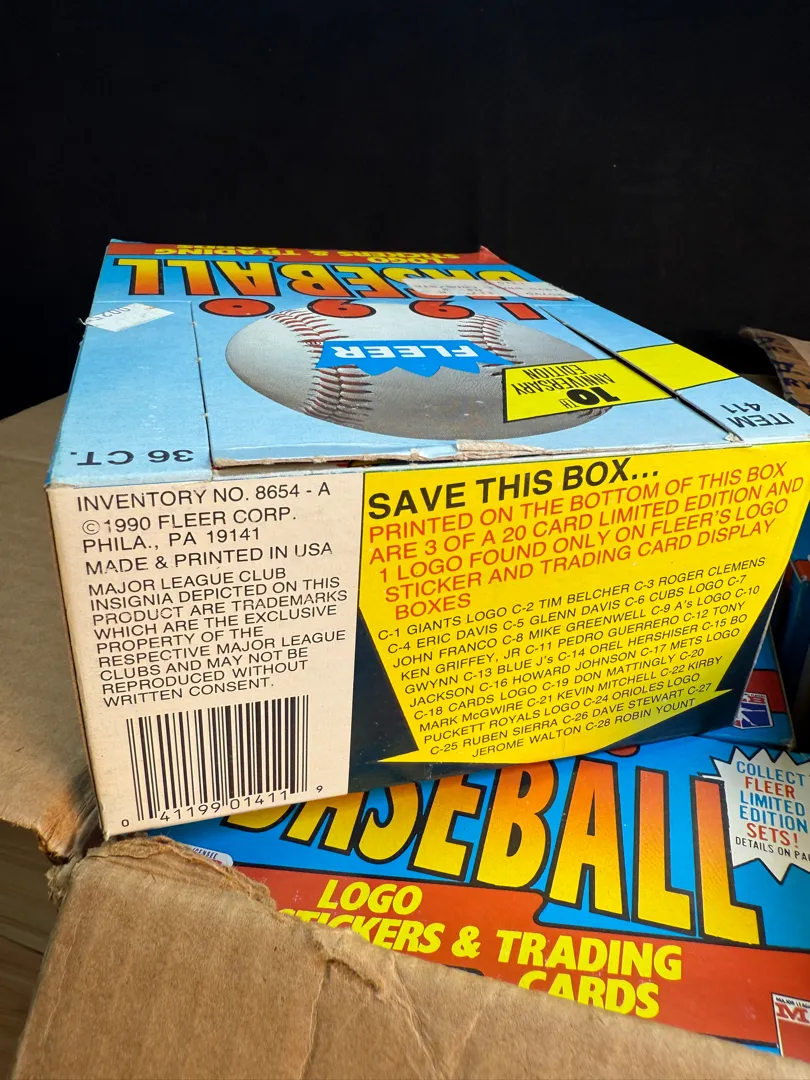 LOGO
STICKERS & TRADING
CARDS
BASEBALL
1990
FLEER
10TH
ANNIVERSARY
EDITION
36 CT.
ITEM
411
INVENTORY NO. 8654 - A
©1990 FLEER CORP.
PHILA., PA 19141
MADE & PRINTED IN USA
MAJOR LEAGUE CLUB
INSIGNIA DEPICTED ON THIS
PRODUCT ARE TRADEMARKS
WHICH ARE THE EXCLUSIVE
PROPERTY OF THE
RESPECTIVE MAJOR LEAGUE
CLUBS AND MAY NOT BE
REPRODUCED WITHOUT
WRITTEN CONSENT.
0 41199 01411 9
SAVE THIS BOX...
PRINTED ON THE BOTTOM OF THIS BOX
ARE 3 OF A 20 CARD LIMITED EDITION AND
1 LOGO FOUND ONLY ON FLEER'S LOGO
STICKER AND TRADING CARD DISPLAY
BOXES
C-1 GIANTS LOGO C-2 TIM BELCHER C-3 ROGER CLEMENS
C-4 ERIC DAVIS C-5 GLENN DAVIS C-6 CUBS LOGO C-7
JOHN FRANCO C-8 MIKE GREENWELL C-9 A's LOGO C-10
KEN GRIFFEY, JR C-11 PEDRO GUERRERO C-12 TONY
GWYNN C-13 BLUE J's C-14 OREL HERSHISER C-15 BO
JACKSON C-16 HOWARD JOHNSON C-17 METS LOGO
C-18 CARDS LOGO C-19 DON MATTINGLY C-20
MARK McGWIRE C-21 KEVIN MITCHELL C-22 KIRBY
PUCKETT ROYALS LOGO C-24 ORIOLES LOGO
C-25 RUBEN SIERRA C-26 DAVE STEWART C-27
JEROME WALTON C-28 ROBIN YOUNT
BASEBALL
COLLECT
FLEER
LIMITED
EDITION
SETS!
DETAILS ON
LOGO
STICKERS & TRADING
CARDS